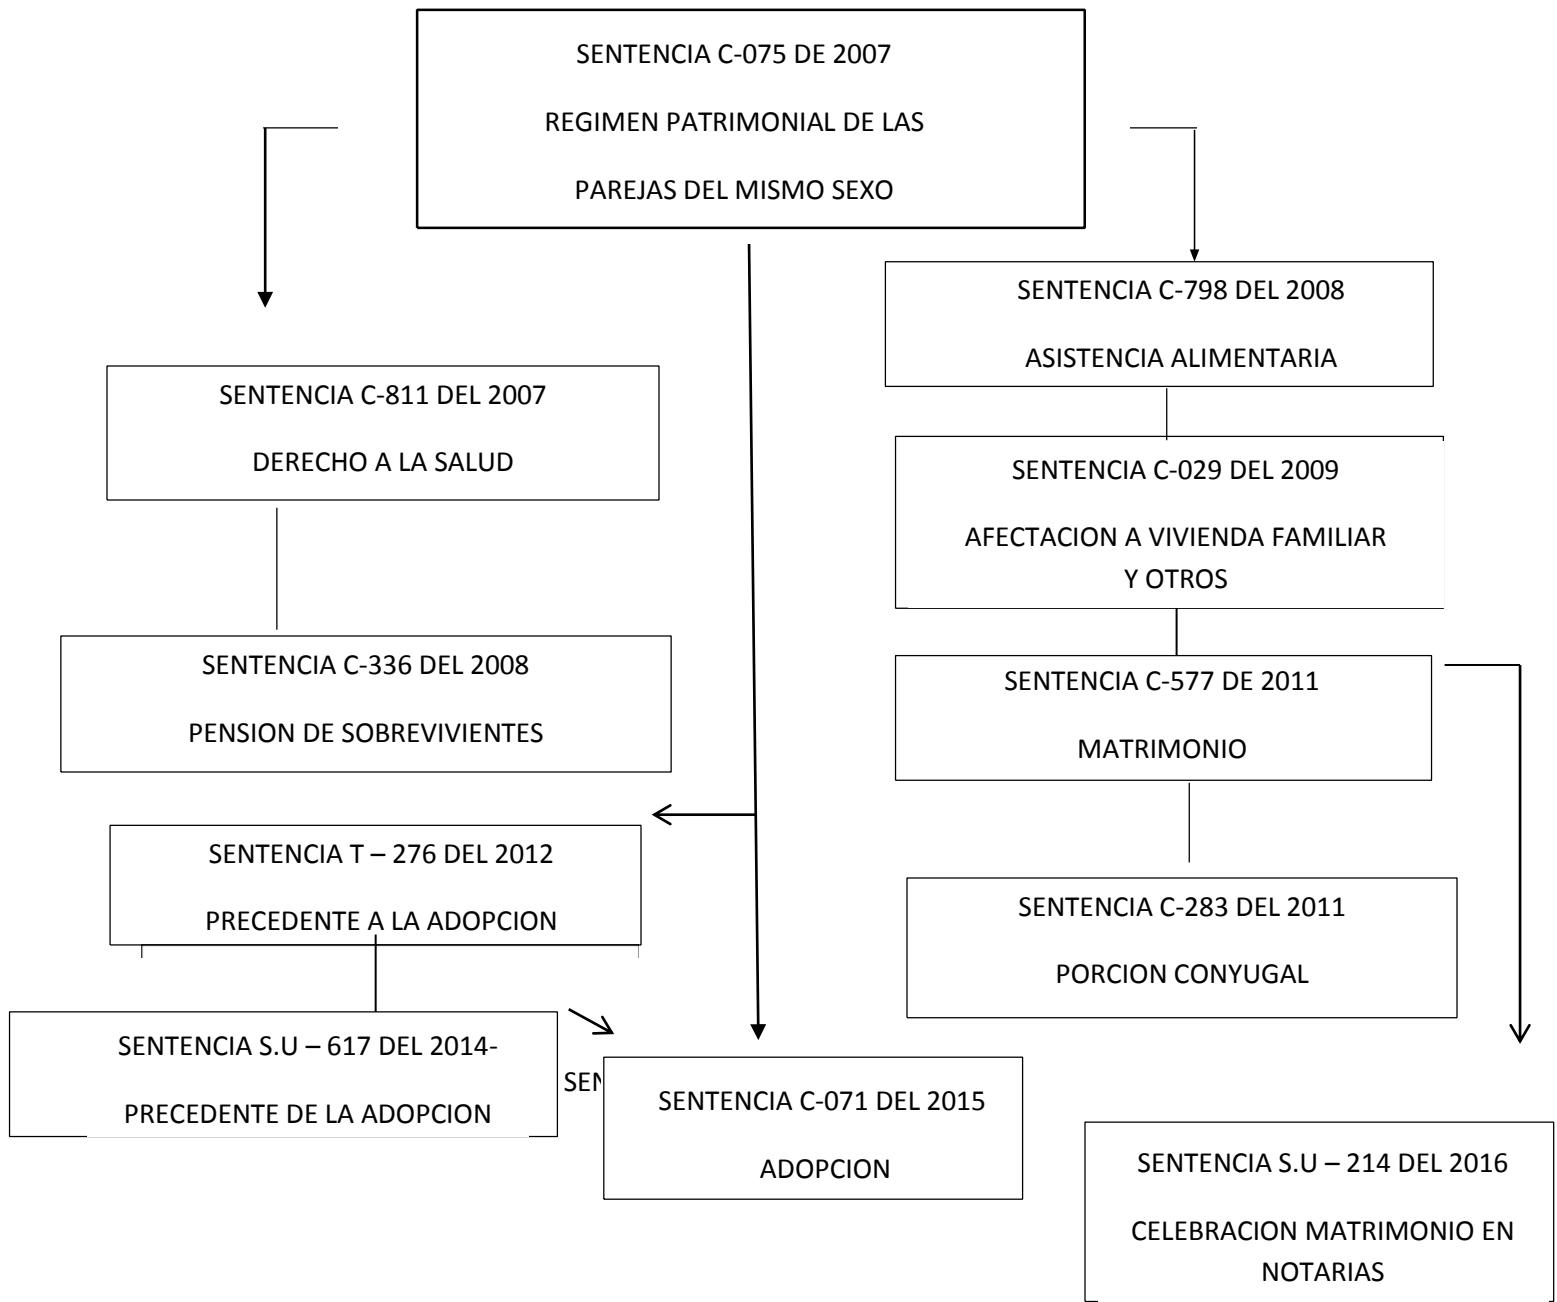 SENTENCIA C-075 DE 2007
REGIMEN PATRIMONIAL DE LAS
PAREJAS DEL MISMO SEXO
SENTENCIA C-798 DEL 2008
ASISTENCIA ALIMENTARIA
SENTENCIA C-811 DEL 2007
DERECHO A LA SALUD
SENTENCIA C-029 DEL 2009
AFECTACION A VIVIENDA FAMILIAR
Y OTROS
SENTENCIA C-336 DEL 2008
PENSION DE SOBREVIVIENTES
SENTENCIA C-577 DE 2011
MATRIMONIO
SENTENCIA T – 276 DEL 2012
PRECEDENTE A LA ADOPCION
SENTENCIA C-283 DEL 2011
PORCION CONYUGAL
SENTENCIA S.U – 617 DEL 2014-
PRECEDENTE DE LA ADOPCION
SENTENCIA C-071 DEL 2015
ADOPCION
SENTENCIA S.U – 214 DEL 2016
CELEBRACION MATRIMONIO EN
NOTARIAS